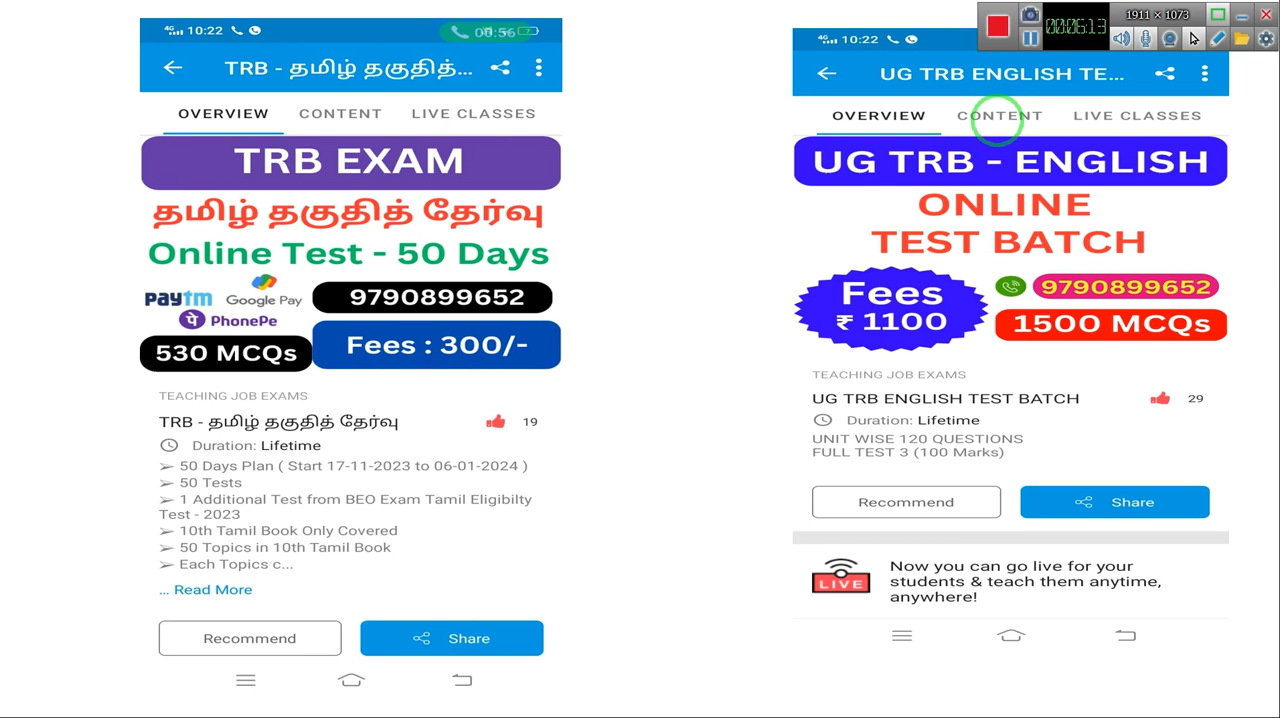 4G 10:22
00:56
TRB - தமிழ் தகுதித்...
OVERVIEW CONTENT LIVE CLASSES
TRB EXAM
தமிழ் தகுதித் தேர்வு
Online Test - 50 Days
paytm Google Pay
PhonePe
9790899652
530 MCQs
Fees : 300/-
TEACHING JOB EXAMS
TRB - தமிழ் தகுதித் தேர்வு
19
Duration: Lifetime
➢ 50 Days Plan ( Start 17-11-2023 to 06-01-2024 )
➢ 50 Tests
➢ 1 Additional Test from BEO Exam Tamil Eligibilty
Test - 2023
➢ 10th Tamil Book Only Covered
➢ 50 Topics in 10th Tamil Book
➢ Each Topics c...
... Read More
Recommend
Share
1911 × 1073
00:06:13
4G 10:22
UG TRB ENGLISH TE...
OVERVIEW CONTENT LIVE CLASSES
UG TRB - ENGLISH
ONLINE
TEST BATCH
Fees
₹ 1100
9790899652
1500 MCQs
TEACHING JOB EXAMS
UG TRB ENGLISH TEST BATCH
29
Duration: Lifetime
UNIT WISE 120 QUESTIONS
FULL TEST 3 (100 Marks)
Recommend
Share
LIVE
Now you can go live for your
students & teach them anytime,
anywhere!